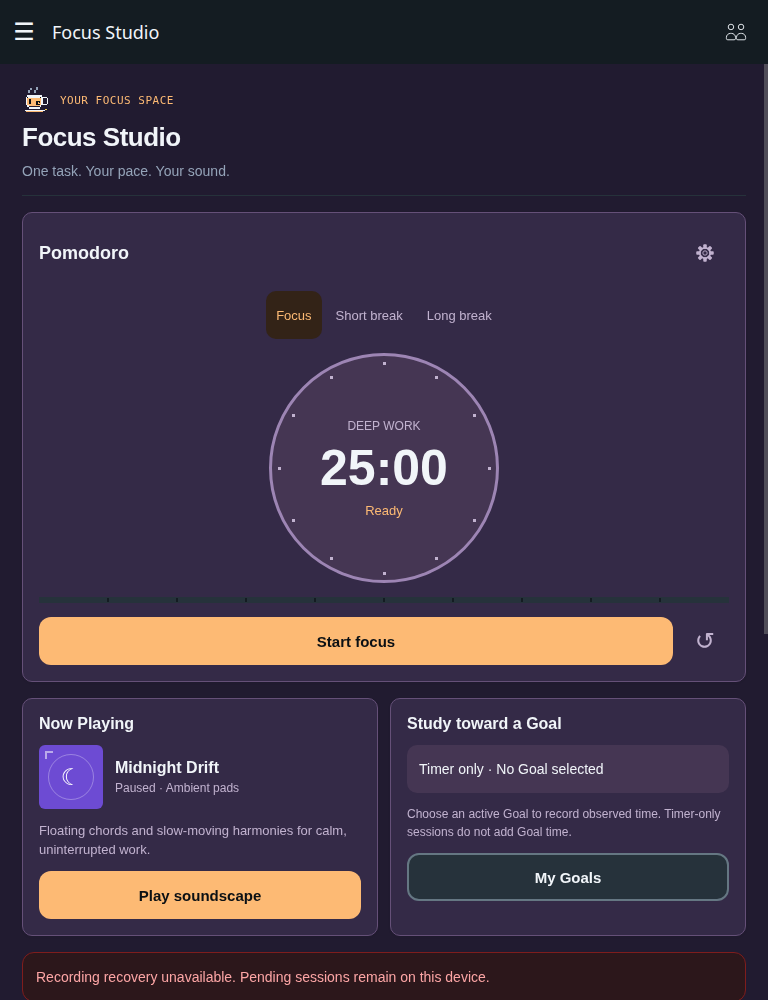 Focus Studio
YOUR FOCUS SPACE
Focus Studio
One task. Your pace. Your sound.
Pomodoro
Focus
Short break
Long break
DEEP WORK
25:00
Ready
Start focus
Now Playing
Midnight Drift
Paused · Ambient pads
Floating chords and slow-moving harmonies for calm,
uninterrupted work.
Play soundscape
Study toward a Goal
Timer only · No Goal selected
Choose an active Goal to record observed time. Timer-only
sessions do not add Goal time.
My Goals
Recording recovery unavailable. Pending sessions remain on this device.